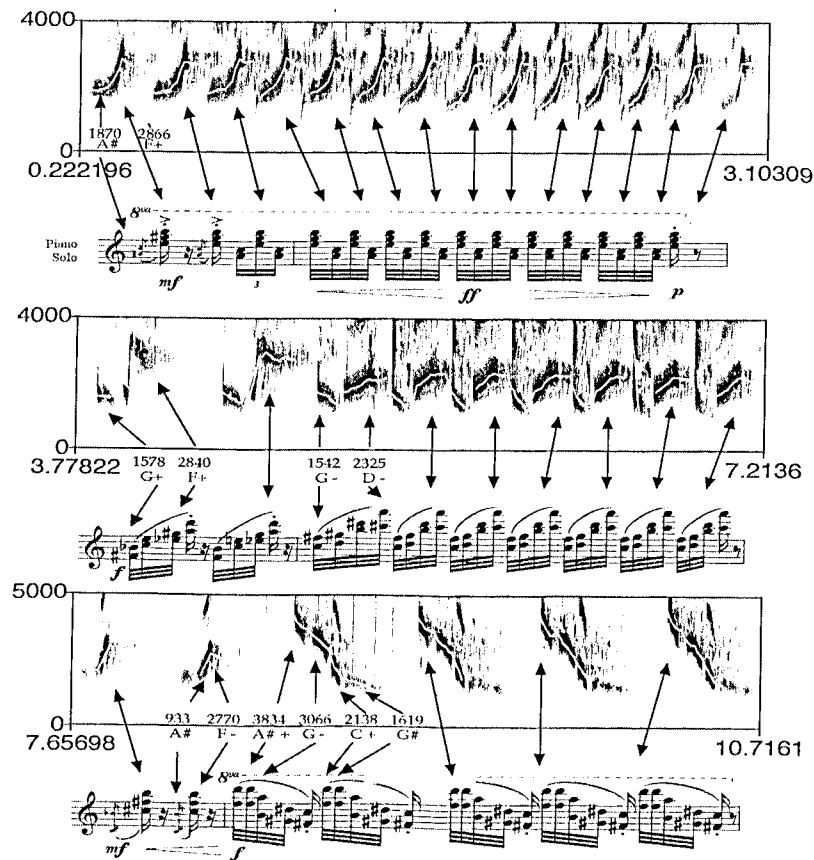 4000
1870 2866
A# F+
0
0.222196 3.10309
8va
Piano
Solo
3
mf ff p
4000
0
3.77822 7.2136
1578 2840 1542 2325
G+ F+ G- D-
f
5000
0
7.65698 10.7161
933 2770 3834 3066 2138 1619
A# F- A#+ G- C+ G#
8va
mf f